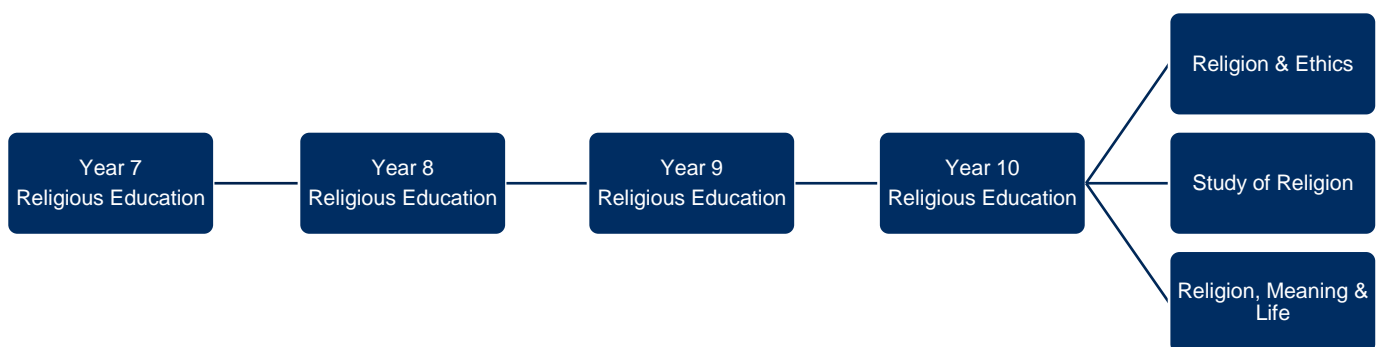 Religion & Ethics
Year 7
Religious Education
Year 8
Religious Education
Year 9
Religious Education
Year 10
Religious Education
Study of Religion
Religion, Meaning &
Life